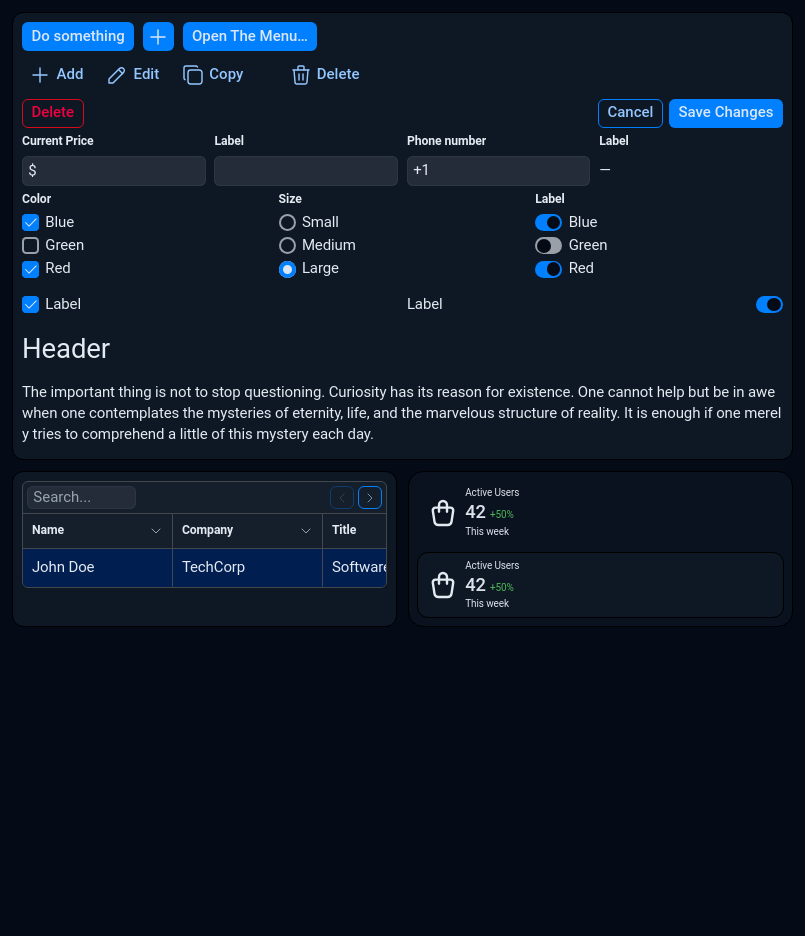 Do something
Open The Menu...
Add Edit Copy Delete
Delete Cancel Save Changes
Current Price Label Phone number Label
$ +1 —
Color Size Label
Blue Small Blue
Green Medium Green
Red Large Red
Label Label
Header
The important thing is not to stop questioning. Curiosity has its reason for existence. One cannot help but be in awe
when one contemplates the mysteries of eternity, life, and the marvelous structure of reality. It is enough if one merel
y tries to comprehend a little of this mystery each day.
Search...
Name Company Title
John Doe TechCorp Software
Active Users
42 +50%
This week
Active Users
42 +50%
This week